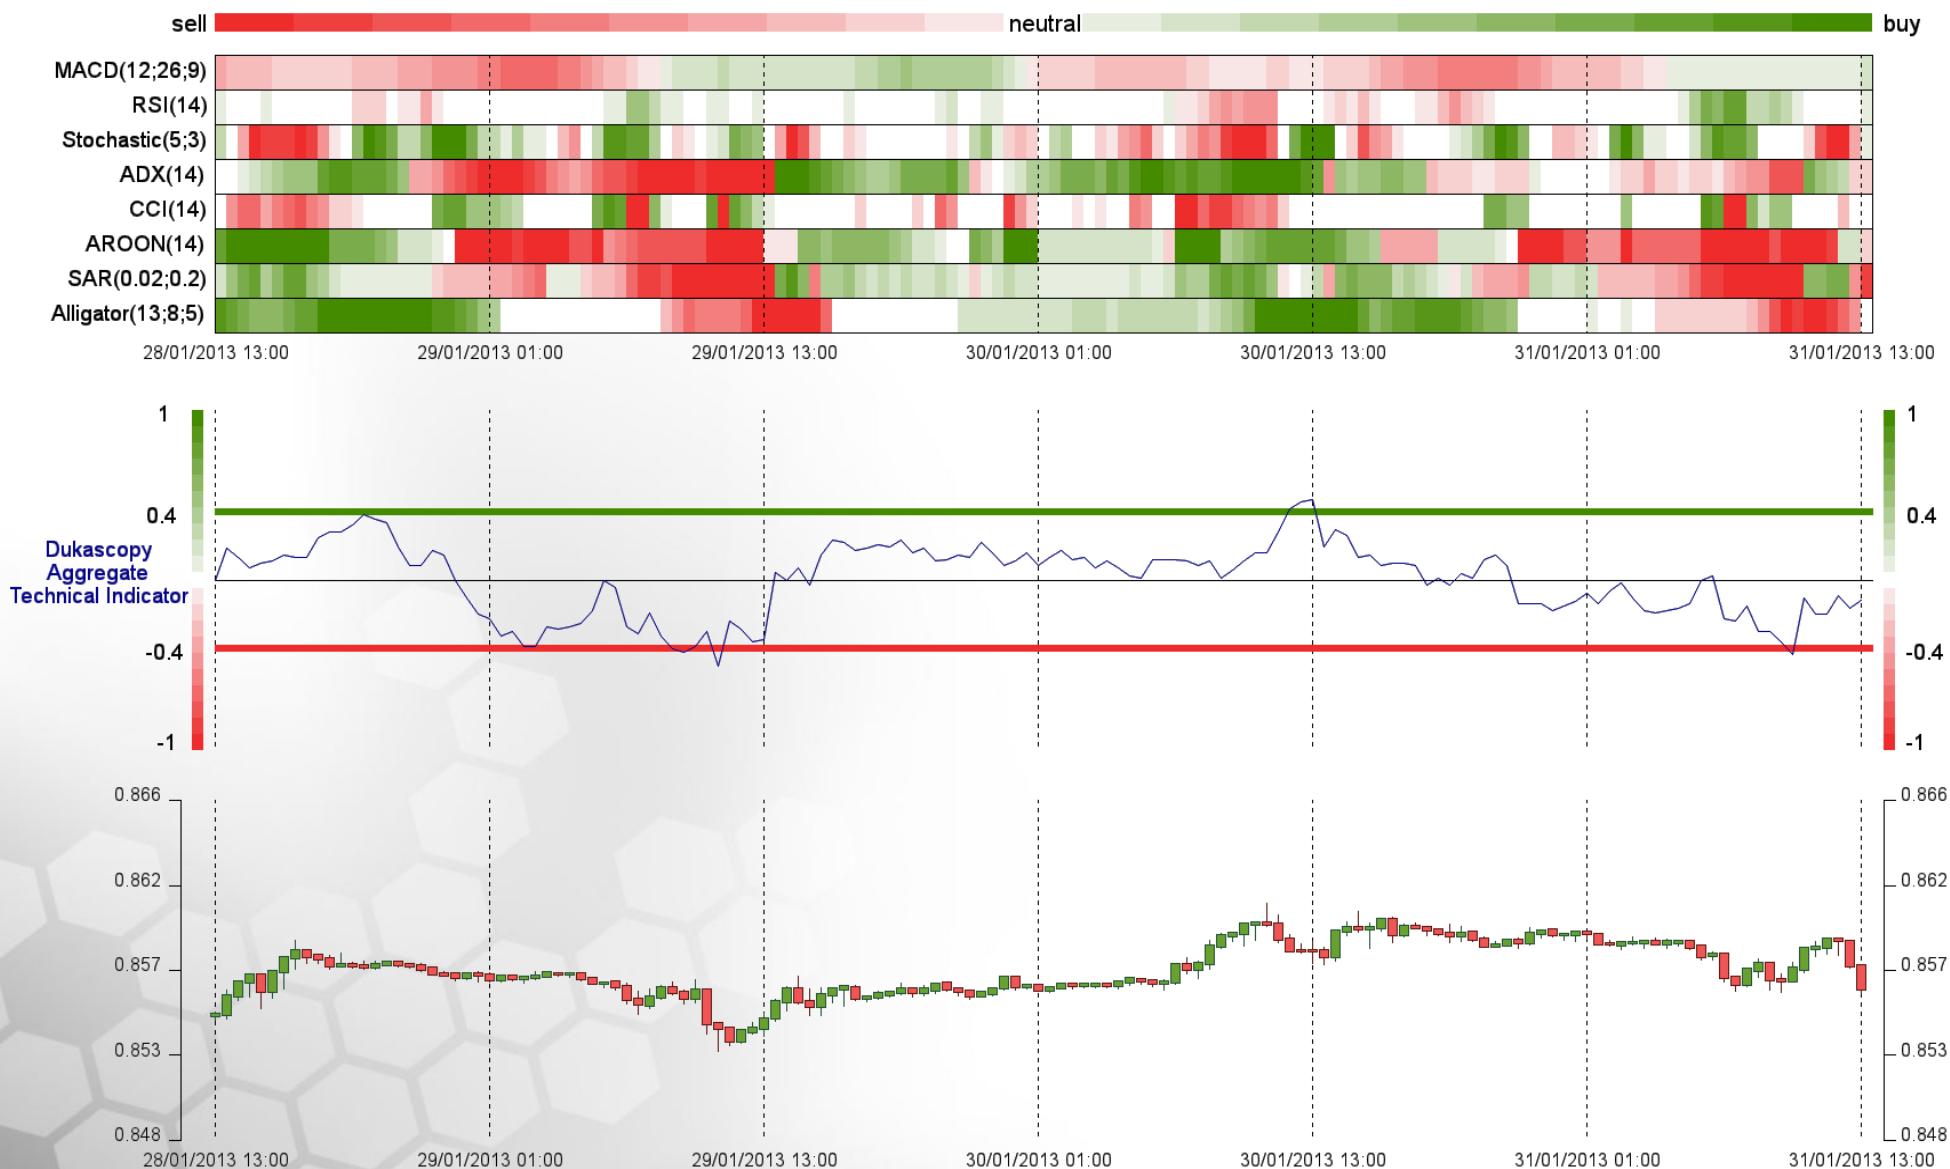 sell neutral buy
MACD(12;26;9)
RSI(14)
Stochastic(5;3)
ADX(14)
CCI(14)
AROON(14)
SAR(0.02;0.2)
Alligator(13;8;5)
28/01/2013 13:00 29/01/2013 01:00 29/01/2013 13:00 30/01/2013 01:00 30/01/2013 13:00 31/01/2013 01:00 31/01/2013 13:00
1 1
0.4 0.4
Dukascopy
Aggregate
Technical Indicator
-0.4 -0.4
-1 -1
0.866 0.866
0.862 0.862
0.857 0.857
0.853 0.853
0.848 0.848
28/01/2013 13:00 29/01/2013 01:00 29/01/2013 13:00 30/01/2013 01:00 30/01/2013 13:00 31/01/2013 01:00 31/01/2013 13:00